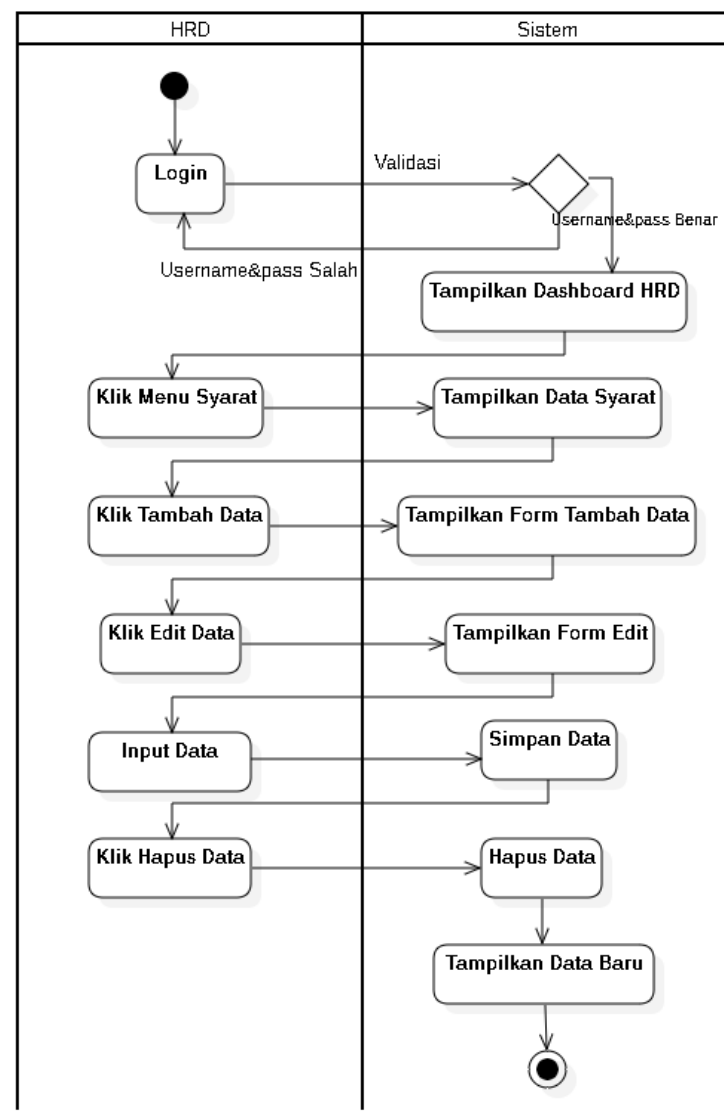 HRD
Sistem
Login
Validasi
Username&pass Benar
Username&pass Salah
Tampilkan Dashboard HRD
Klik Menu Syarat
Tampilkan Data Syarat
Klik Tambah Data
Tampilkan Form Tambah Data
Klik Edit Data
Tampilkan Form Edit
Input Data
Simpan Data
Klik Hapus Data
Hapus Data
Tampilkan Data Baru